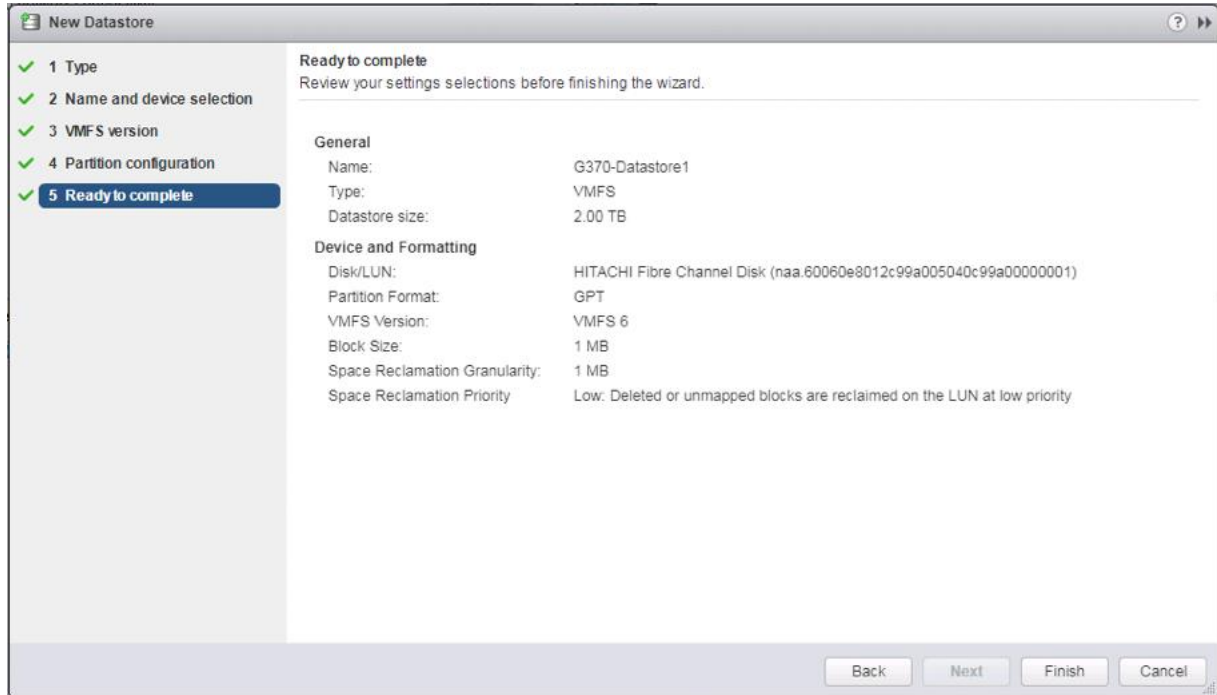 New Datastore
1 Type
2 Name and device selection
3 VMFS version
4 Partition configuration
5 Ready to complete
Ready to complete
Review your settings selections before finishing the wizard.
General
Name: G370-Datastore1
Type: VMFS
Datastore size: 2.00 TB
Device and Formatting
Disk/LUN: HITACHI Fibre Channel Disk (naa.60060e8012c99a005040c99a00000001)
Partition Format: GPT
VMFS Version: VMFS 6
Block Size: 1 MB
Space Reclamation Granularity: 1 MB
Space Reclamation Priority Low: Deleted or unmapped blocks are reclaimed on the LUN at low priority
Back Next Finish Cancel